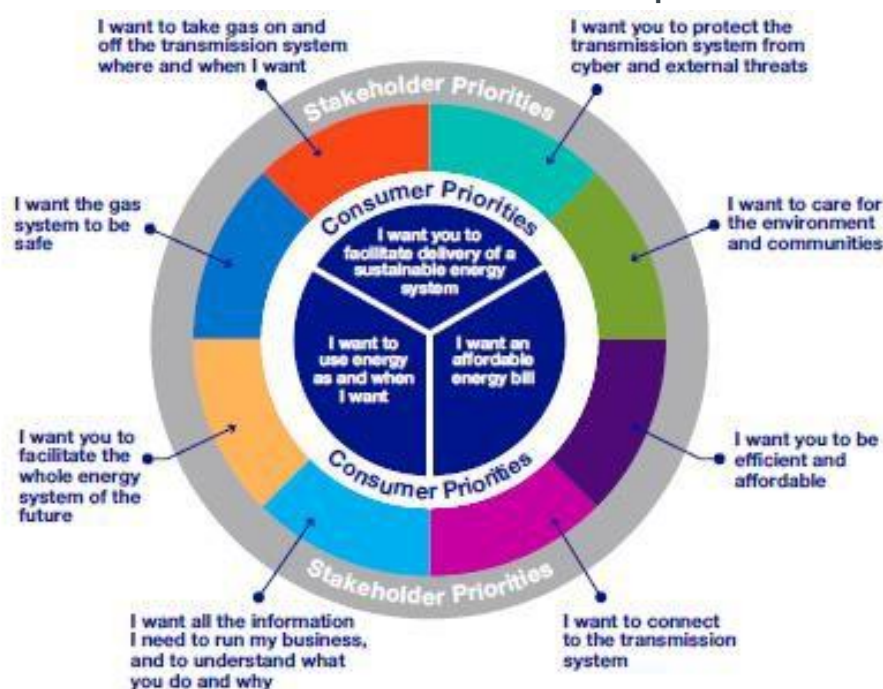 I want to take gas on and
off the transmission system
where and when I want
I want you to protect the
transmission system from
cyber and external threats
Stakeholder Priorities
I want the gas
system to be
safe
I want to care for
the environment
and communities
Consumer Priorities
I want you to
facilitate delivery of a
sustainable energy
system
I want to
use energy
as and when
I want
I want an
affordable
energy bill
Consumer Priorities
I want you to
facilitate the
whole energy
system of the
future
I want you to be
efficient and
affordable
Stakeholder Priorities
I want all the information
I need to run my business,
and to understand what
you do and why
I want to connect
to the transmission
system